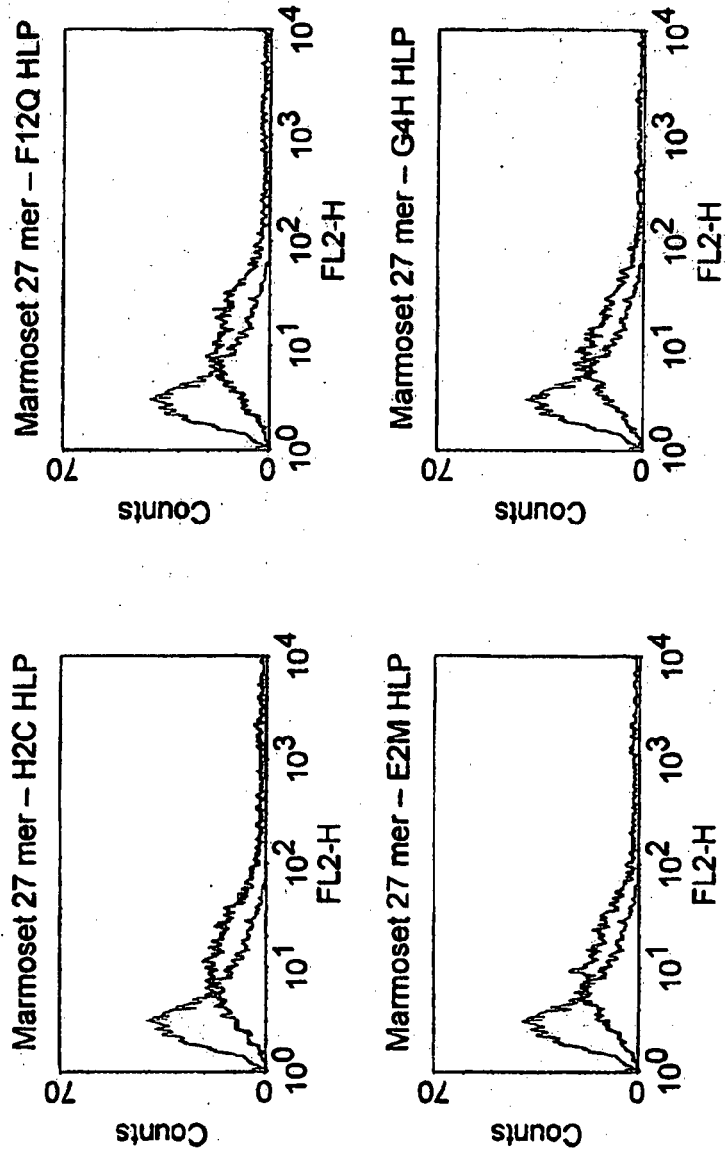 Marmoset 27 mer – H2C HLP
70
Counts
0
10⁰ 10¹ 10² 10³ 10⁴
FL2-H
Marmoset 27 mer – F12Q HLP
70
Counts
0
10⁰ 10¹ 10² 10³ 10⁴
FL2-H
Marmoset 27 mer – E2M HLP
70
Counts
0
10⁰ 10¹ 10² 10³ 10⁴
FL2-H
Marmoset 27 mer – G4H HLP
70
Counts
0
10⁰ 10¹ 10² 10³ 10⁴
FL2-H